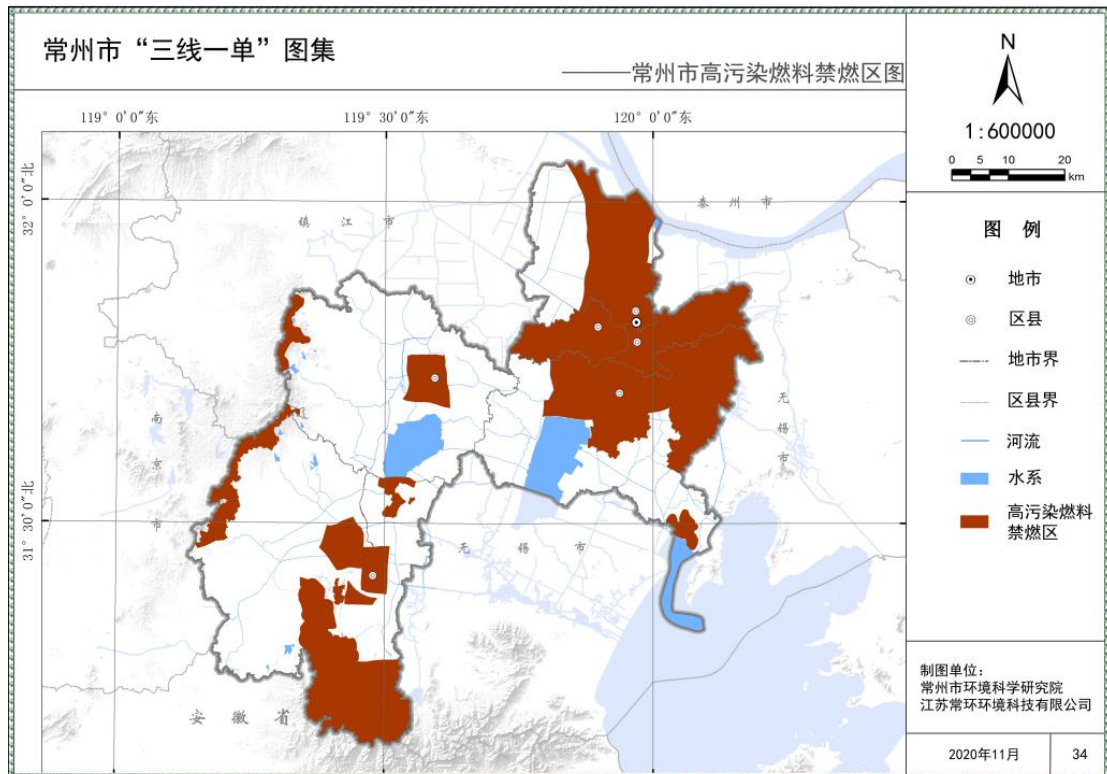 常州市“三线一单”图集
———常州市高污染燃料禁燃区图
119° 0′0″东
119° 30′0″东
120° 0′0″东
32° 0′0″北
31° 30′0″北
镇江市
泰州市
南京市
无锡市
无锡市
安徽省
N
1:600000
0 5 10 20
km
图 例
地市
区县
地市界
区县界
河流
水系
高污染燃料
禁燃区
制图单位:
常州市环境科学研究院
江苏常环环境科技有限公司
2020年11月
34